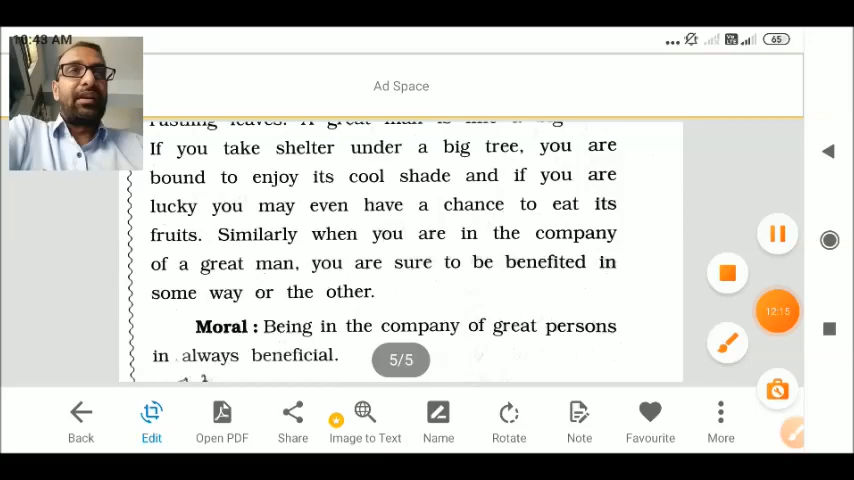 10:43 AM
65
Ad Space
If you take shelter under a big tree, you are
bound to enjoy its cool shade and if you are
lucky you may even have a chance to eat its
fruits. Similarly when you are in the company
of a great man, you are sure to be benefited in
some way or the other.
Moral : Being in the company of great persons
in always beneficial.
5/5
12:15
Back
Edit
Open PDF
Share
Image to Text
Name
Rotate
Note
Favourite
More